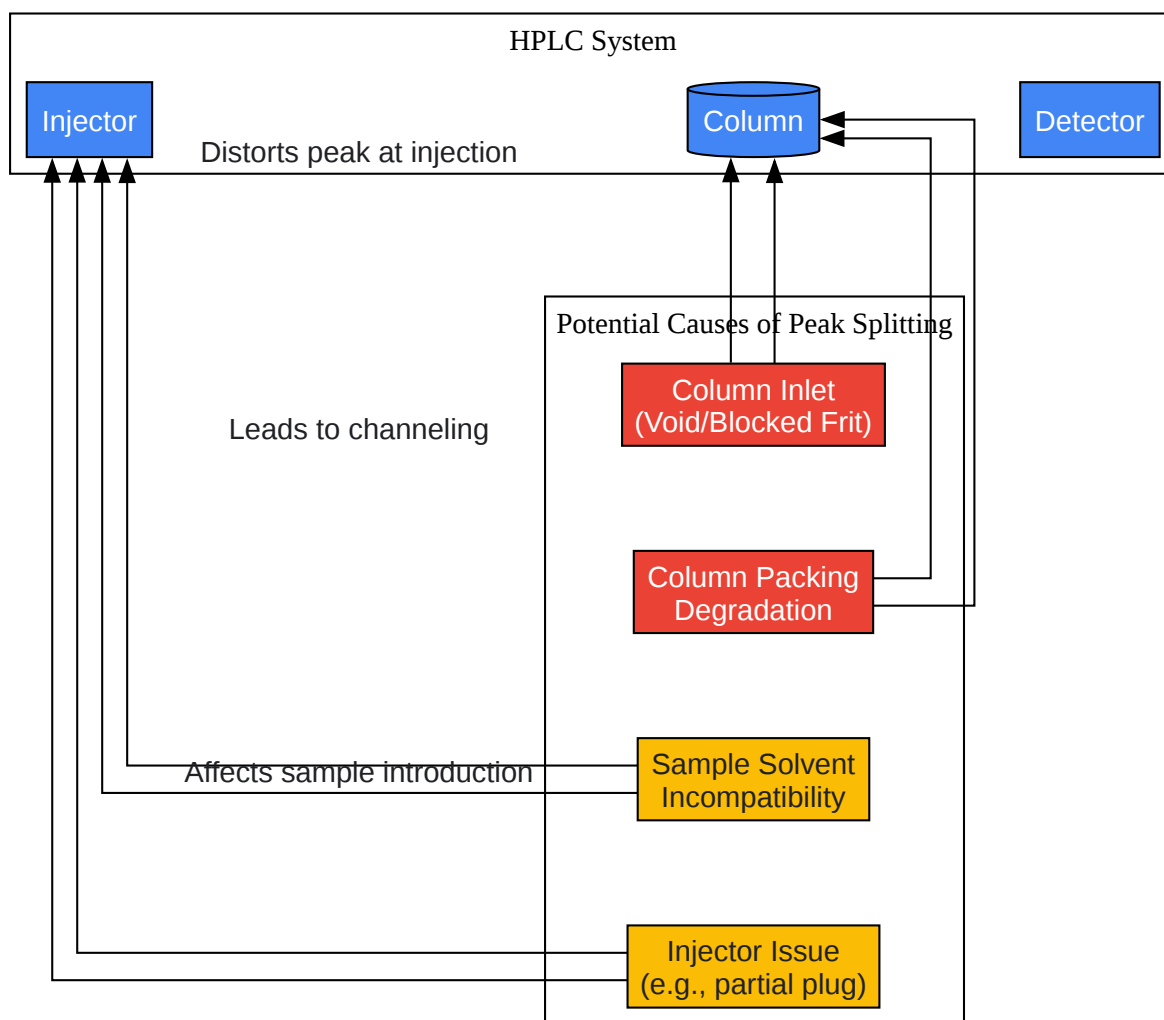 HPLC System
Injector
Column
Detector
Distorts peak at injection
Potential Causes of Peak Splitting
Column Inlet
(Void/Blocked Frit)
Leads to channeling
Column Packing
Degradation
Sample Solvent
Incompatibility
Affects sample introduction
Injector Issue
(e.g., partial plug)